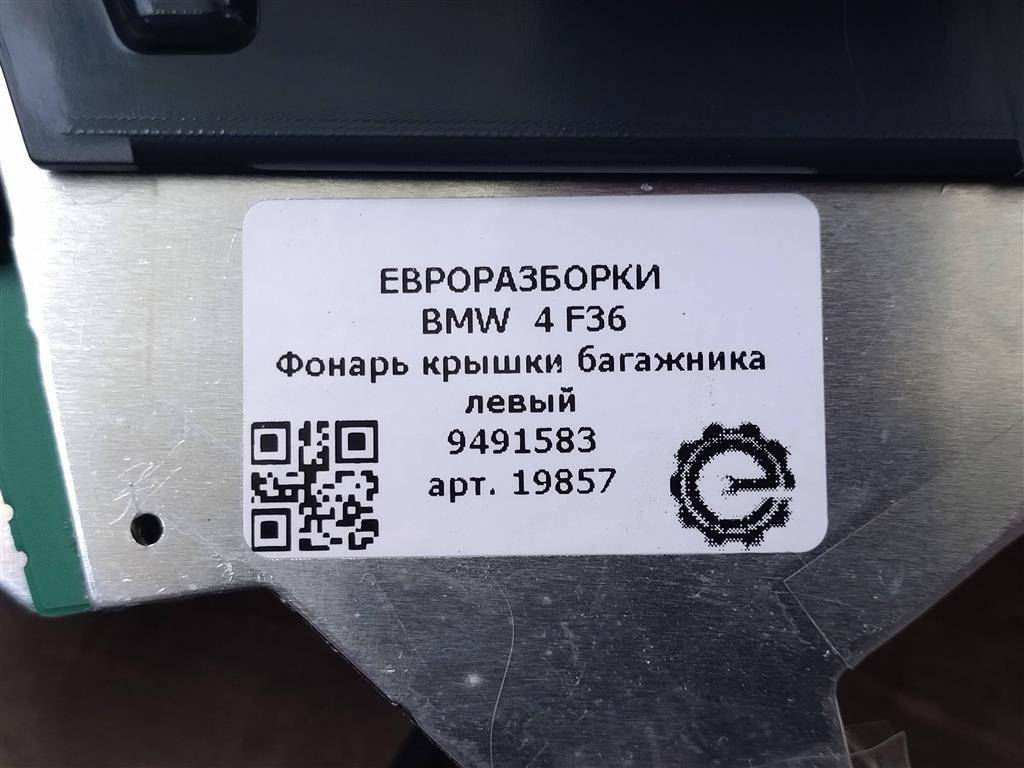 ЕВРОРАЗБОРКИ
BMW 4 F36
Фонарь крышки багажника
левый
9491583
арт. 19857